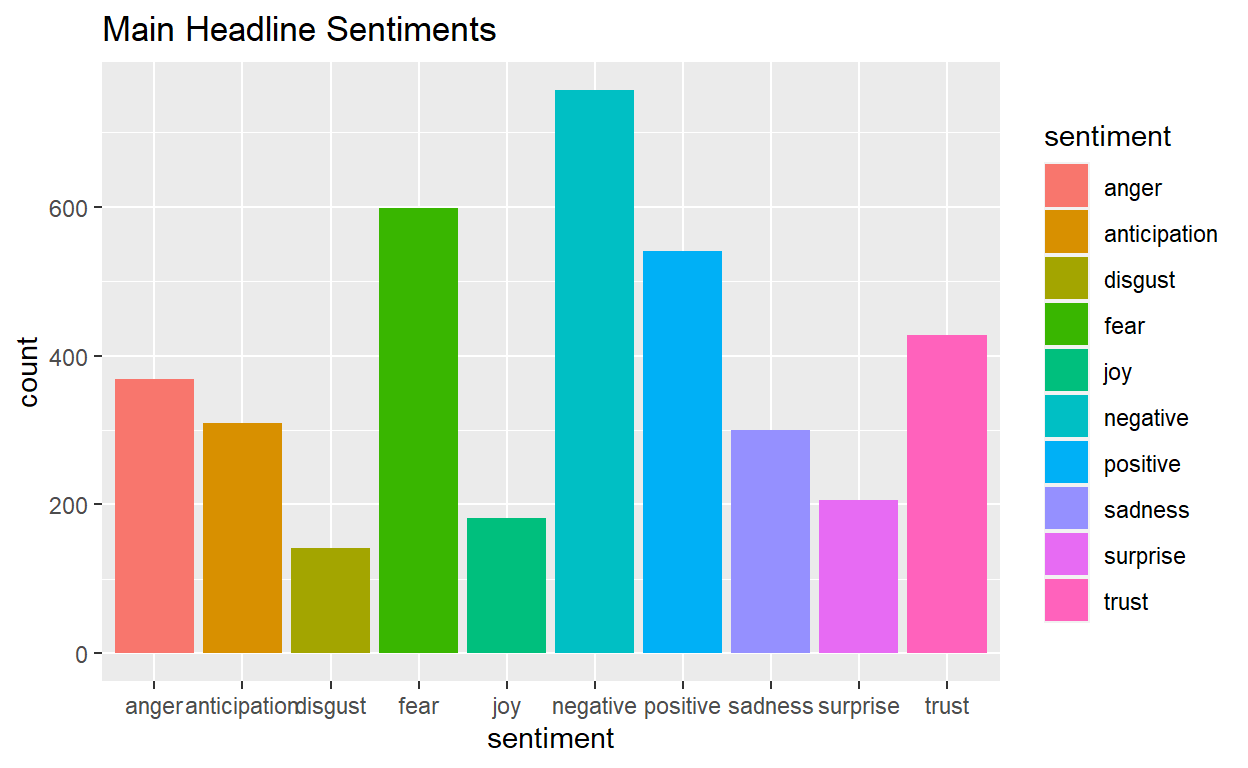 Main Headline Sentiments
count
600
400
200
0
anger anticipation disgust fear joy negative positive sadness surprise trust
sentiment
sentiment
anger
anticipation
disgust
fear
joy
negative
positive
sadness
surprise
trust